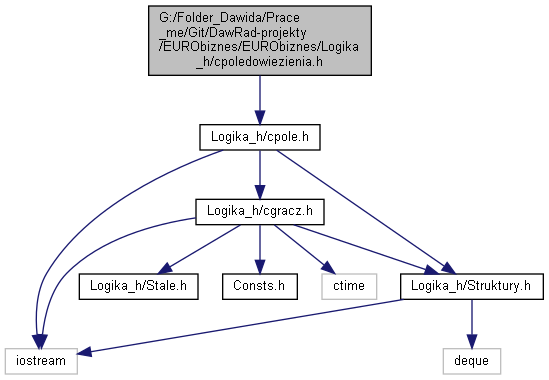 G:/Folder_Dawida/Prace
_me/Git/DawRad-projekty
/EURObiznes/EURObiznes/Logika
_h/cpoledowiezienia.h
Logika_h/cpole.h
Logika_h/cgracz.h
Logika_h/Stale.h
Consts.h
ctime
Logika_h/Struktury.h
iostream
deque